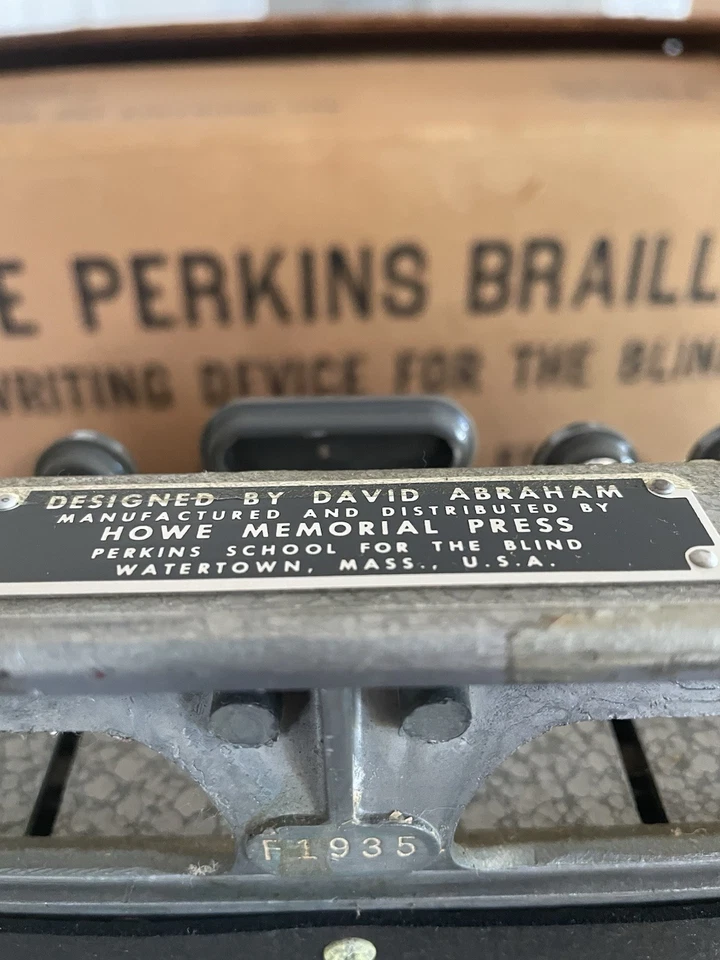 E PERKINS BRAILL
WRITING DEVICE FOR THE BLIN
DESIGNED BY DAVID ABRAHAM
MANUFACTURED AND DISTRIBUTED BY
HOWE MEMORIAL PRESS
PERKINS SCHOOL FOR THE BLIND
WATERTOWN, MASS., U.S.A.
F1935